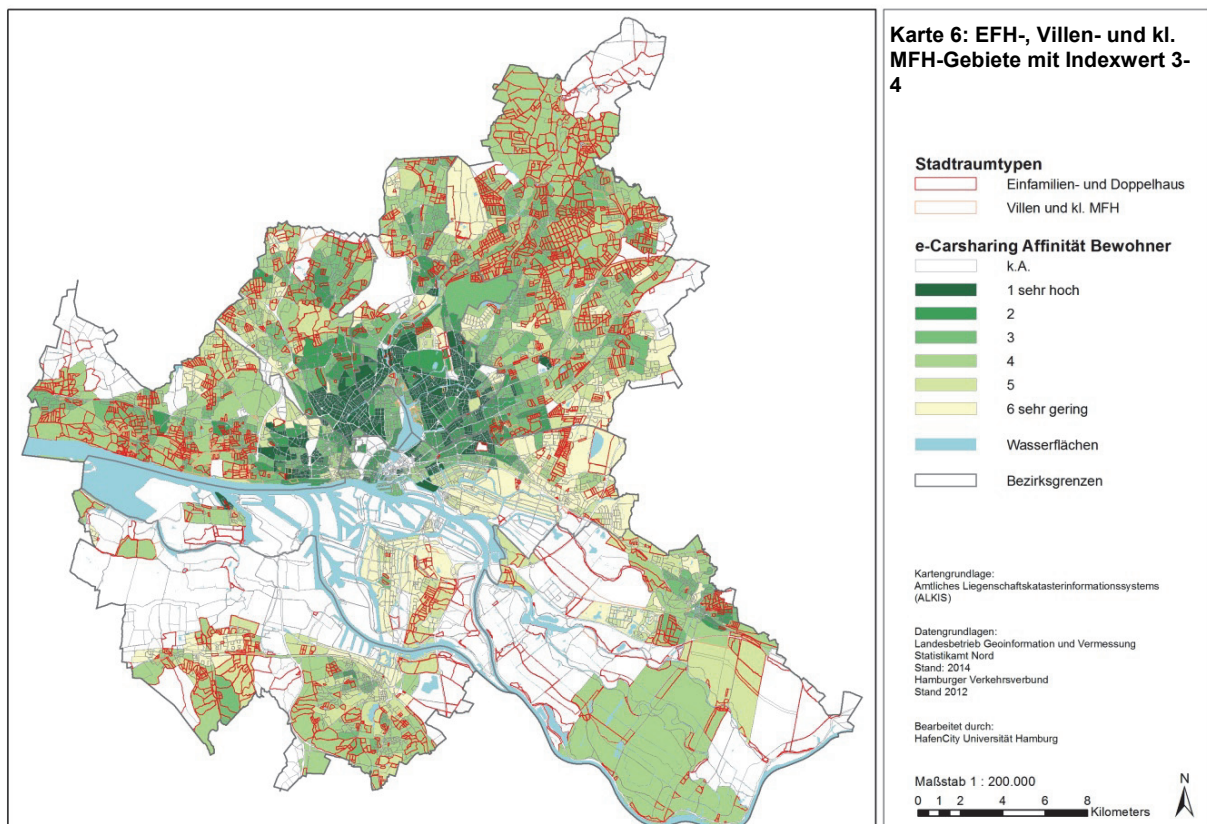 Karte 6: EFH-, Villen- und kl.
MFH-Gebiete mit Indexwert 3-
4
Stadtraumtypen
Einfamilien- und Doppelhaus
Villen und kl. MFH
e-Carsharing Affinität Bewohner
k.A.
1 sehr hoch
2
3
4
5
6 sehr gering
Wasserflächen
Bezirksgrenzen
Kartengrundlage:
Amtliches Liegenschaftskatasterinformationssystems
(ALKIS)
Datengrundlagen:
Landesbetrieb Geoinformation und Vermessung
Statistikamt Nord
Stand: 2014
Hamburger Verkehrsverbund
Stand 2012
Bearbeitet durch:
HafenCity Universität Hamburg
Maßstab 1 : 200.000
N
0 1 2 4 6 8
Kilometers